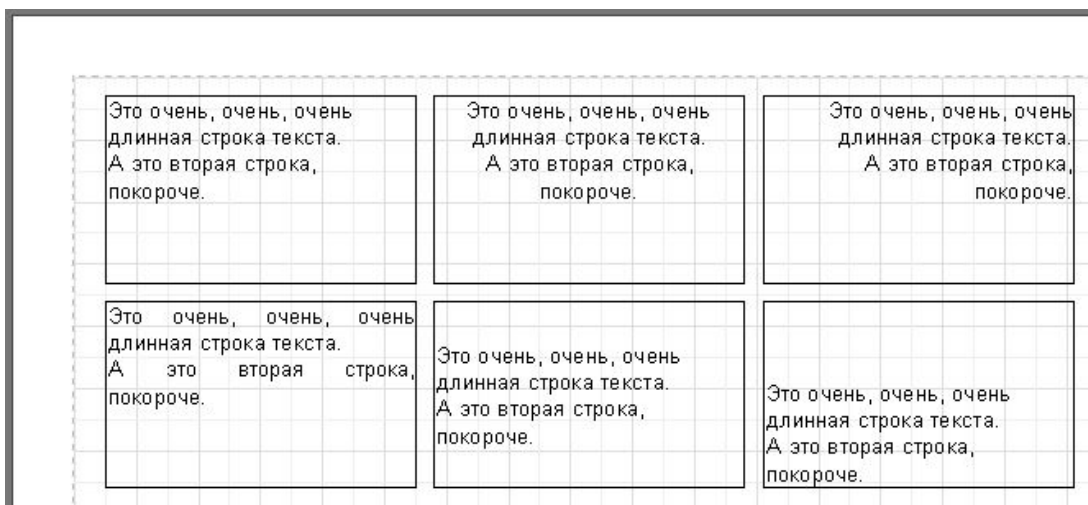 Это очень, очень, очень
длинная строка текста.
А это вторая строка,
покороче.
Это очень, очень, очень
длинная строка текста.
А это вторая строка,
покороче.
Это очень, очень, очень
длинная строка текста.
А это вторая строка,
покороче.
Это очень, очень, очень
длинная строка текста.
А это вторая строка,
покороче.
Это очень, очень, очень
длинная строка текста.
А это вторая строка,
покороче.
Это очень, очень, очень
длинная строка текста.
А это вторая строка,
покороче.